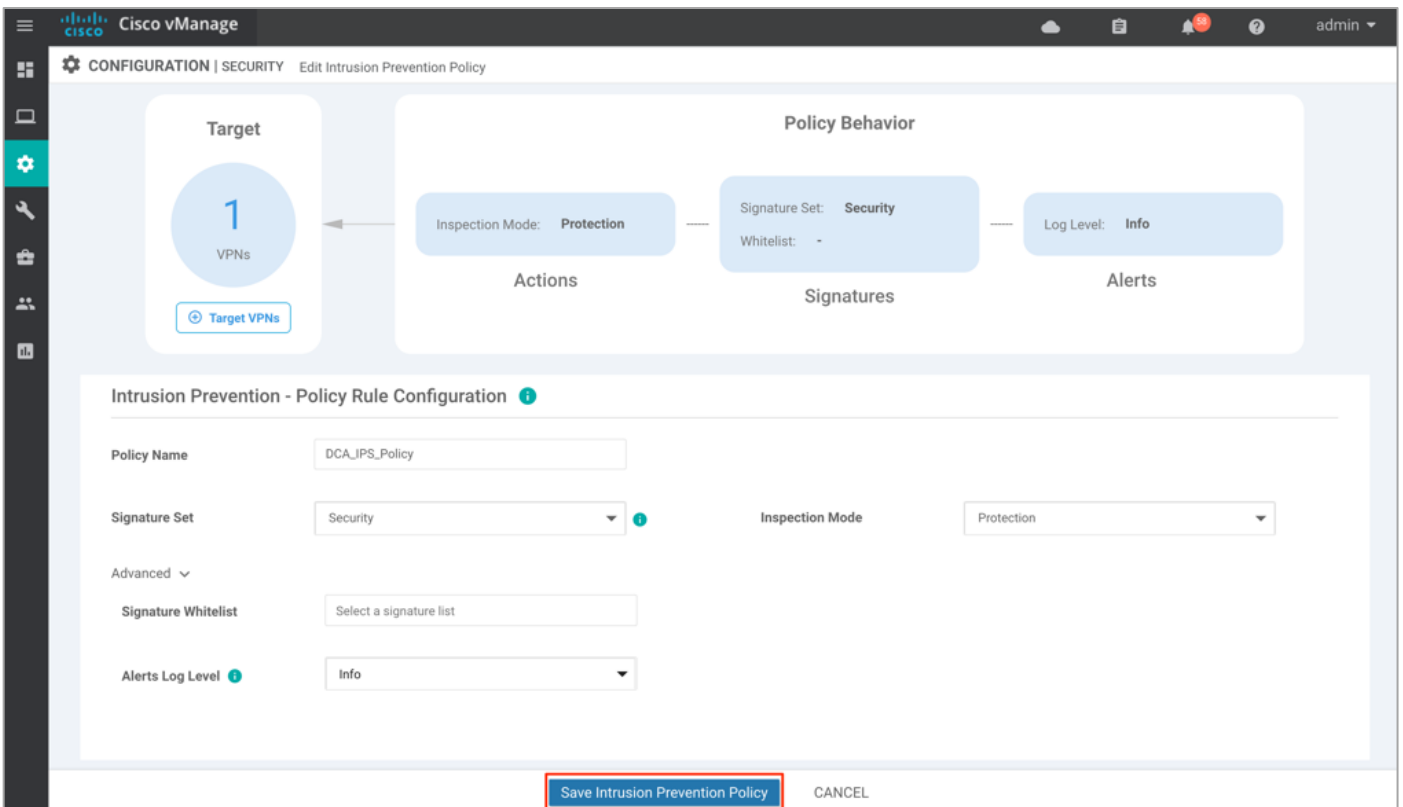 cisco Cisco vManage 58 admin
CONFIGURATION | SECURITY Edit Intrusion Prevention Policy
Target
1
VPNs
Target VPNs
Policy Behavior
Inspection Mode: Protection
Actions
Signature Set: Security
Whitelist: -
Signatures
Log Level: Info
Alerts
Intrusion Prevention - Policy Rule Configuration
Policy Name DCA_IPS_Policy
Signature Set Security Inspection Mode Protection
Advanced
Signature Whitelist Select a signature list
Alerts Log Level Info
Save Intrusion Prevention Policy CANCEL